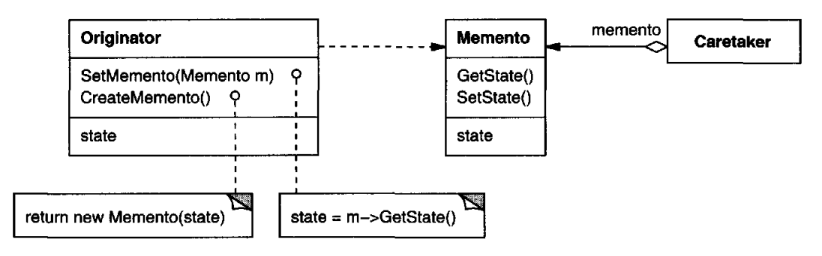 Originator
SetMemento(Memento m)
CreateMemento()
state
Memento
GetState()
SetState()
state
memento
Caretaker
return new Memento(state)
state = m->GetState()